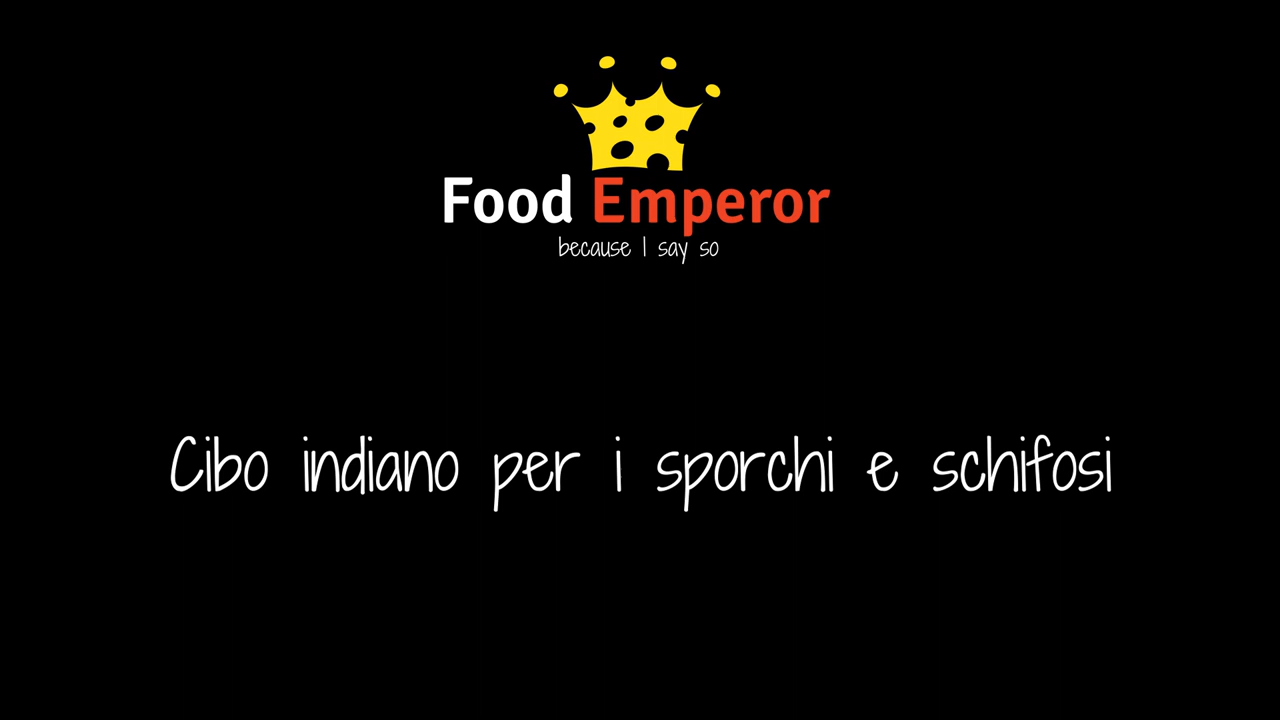 Food Emperor
because I say so
Cibo indiano per i sporchi e schifosi